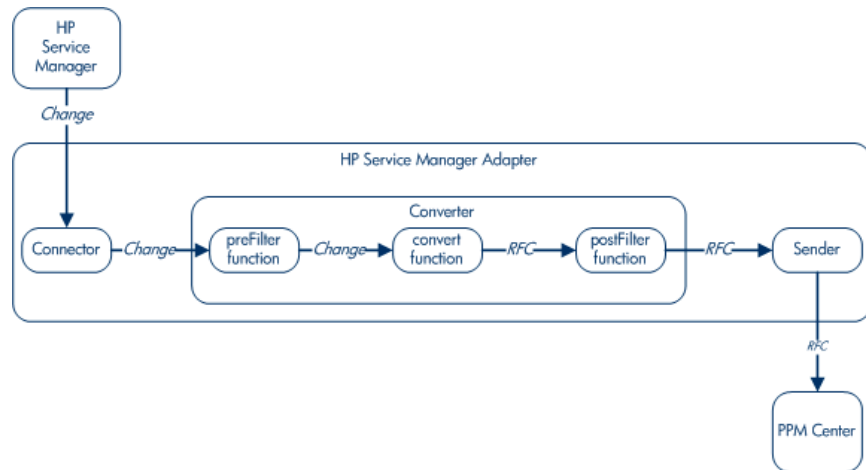 HP
Service
Manager
Change
HP Service Manager Adapter
Converter
Connector
Change
preFilter
function
Change
convert
function
RFC
postFilter
function
RFC
Sender
RFC
PPM Center